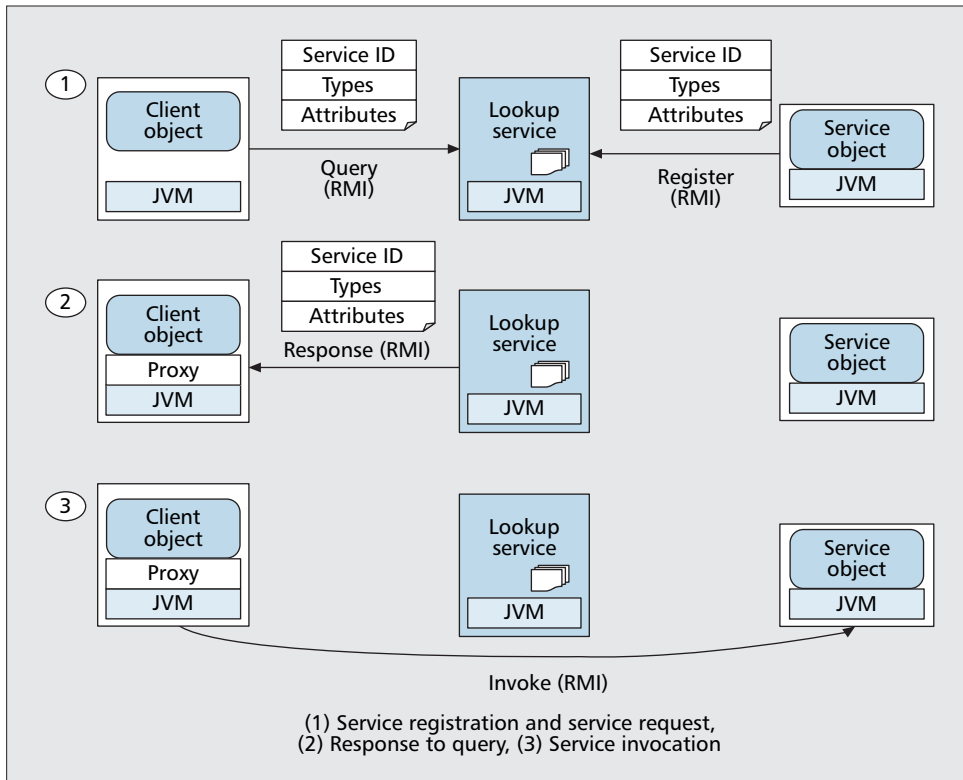 1
Client
object
JVM
Service ID
Types
Attributes
Query
(RMI)
Lookup
service
JVM
Service ID
Types
Attributes
Register
(RMI)
Service
object
JVM
2
Client
object
Proxy
JVM
Service ID
Types
Attributes
Response (RMI)
Lookup
service
JVM
Service
object
JVM
3
Client
object
Proxy
JVM
Lookup
service
JVM
Service
object
JVM
Invoke (RMI)
(1) Service registration and service request,
(2) Response to query, (3) Service invocation